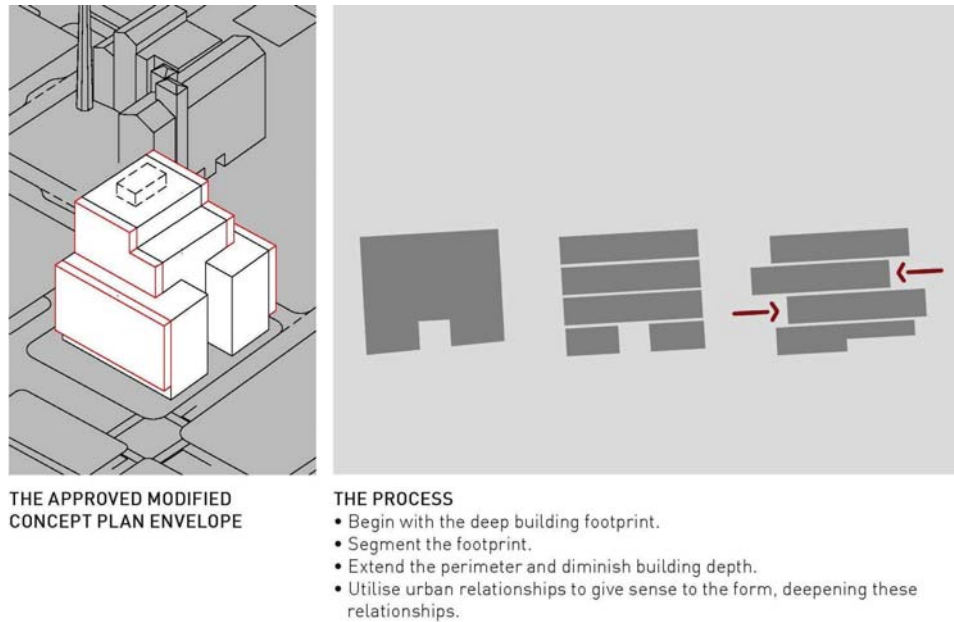 THE APPROVED MODIFIED
CONCEPT PLAN ENVELOPE
THE PROCESS
• Begin with the deep building footprint.
• Segment the footprint.
• Extend the perimeter and diminish building depth.
• Utilise urban relationships to give sense to the form, deepening these
relationships.